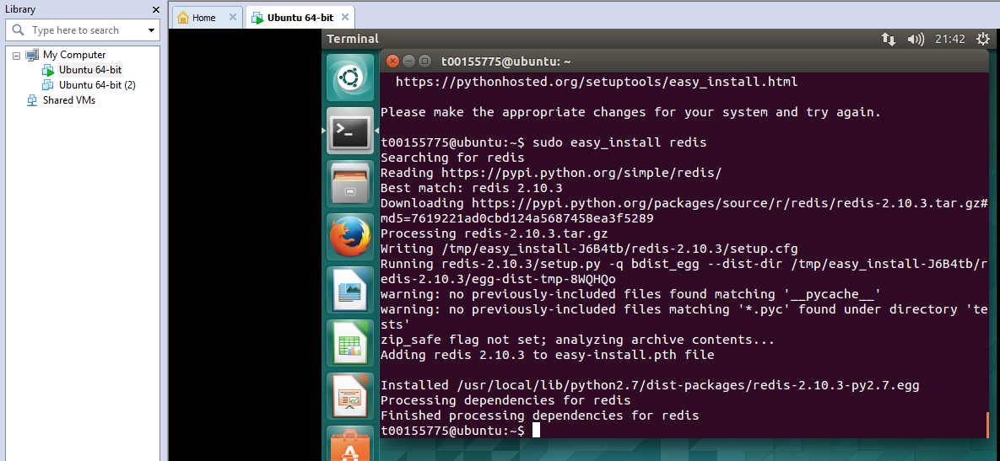 Library
Type here to search
My Computer
Ubuntu 64-bit
Ubuntu 64-bit (2)
Shared VMs
Home
Ubuntu 64-bit
Terminal
21:42
t00155775@ubuntu: ~
https://pythonhosted.org/setuptools/easy_install.html
Please make the appropriate changes for your system and try again.
t00155775@ubuntu:~$ sudo easy_install redis
Searching for redis
Reading https://pypi.python.org/simple/redis/
Best match: redis 2.10.3
Downloading https://pypi.python.org/packages/source/r/redis/redis-2.10.3.tar.gz#
md5=7619221ad0cbd124a5687458ea3f5289
Processing redis-2.10.3.tar.gz
Writing /tmp/easy_install-J6B4tb/redis-2.10.3/setup.cfg
Running redis-2.10.3/setup.py -q bdist_egg --dist-dir /tmp/easy_install-J6B4tb/r
edis-2.10.3/egg-dist-tmp-8WQHQo
warning: no previously-included files found matching '__pycache__'
warning: no previously-included files matching '*.pyc' found under directory 'te
sts'
zip_safe flag not set; analyzing archive contents...
Adding redis 2.10.3 to easy-install.pth file
Installed /usr/local/lib/python2.7/dist-packages/redis-2.10.3-py2.7.egg
Processing dependencies for redis
Finished processing dependencies for redis
t00155775@ubuntu:~$